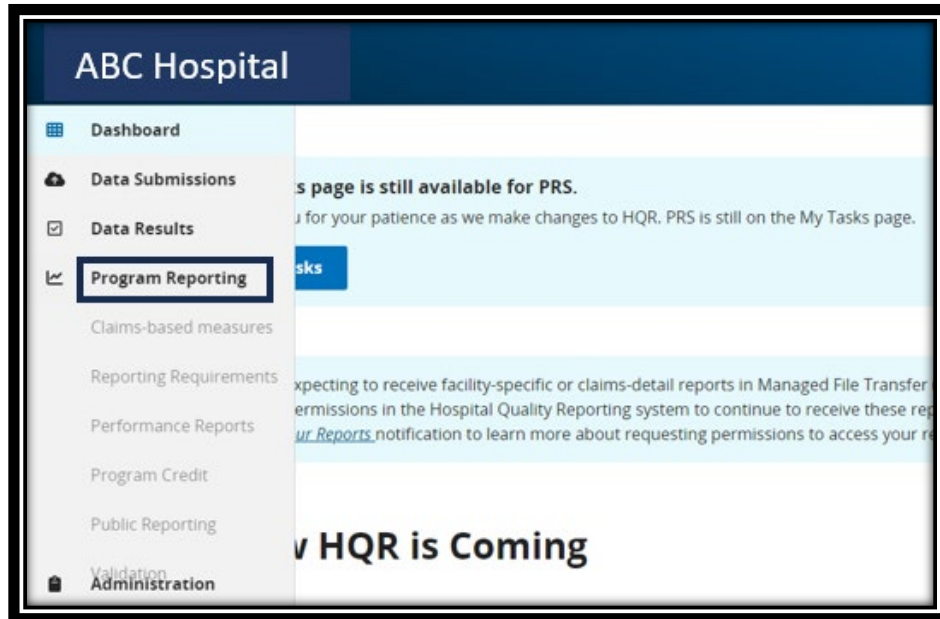 ABC Hospital
Dashboard
Data Submissions
Data Results
Program Reporting
Claims-based measures
Reporting Requirements
Performance Reports
Program Credit
Public Reporting
Validation
Administration
s page is still available for PRS.
u for your patience as we make changes to HQR. PRS is still on the My Tasks page.
sks
xpecting to receive facility-specific or claims-detail reports in Managed File Transfer
ermissions in the Hospital Quality Reporting system to continue to receive these rep
ur Reports notification to learn more about requesting permissions to access your re
w HQR is Coming